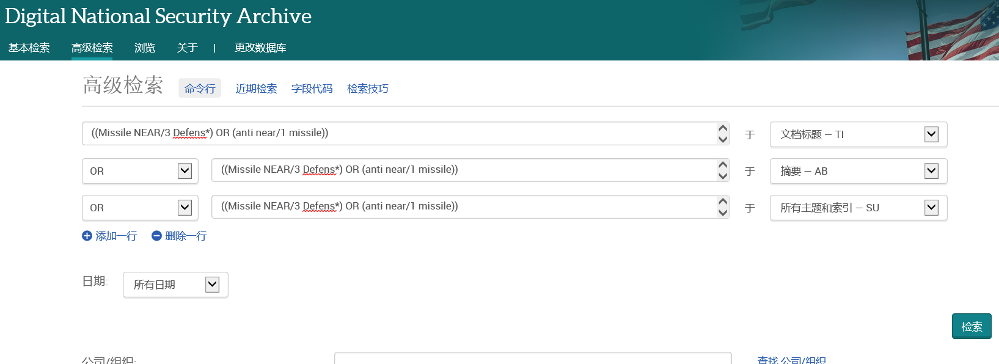 Digital National Security Archive
基本检索 高级检索 浏览 关于 | 更改数据库
高级检索 命令行 近期检索 字段代码 检索技巧
((Missile NEAR/3 Defens*) OR (anti near/1 missile)) 于 文档标题 – TI
OR ((Missile NEAR/3 Defens*) OR (anti near/1 missile)) 于 摘要 – AB
OR ((Missile NEAR/3 Defens*) OR (anti near/1 missile)) 于 所有主题和索引 – SU
添加一行 删除一行
日期: 所有日期
检索
公司/组织: 查找 公司/组织